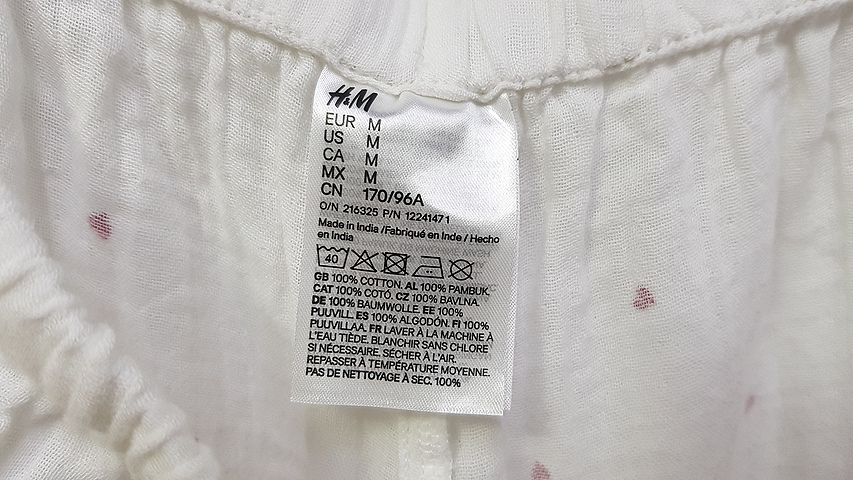 H&M
EUR M
US M
CA M
MX M
CN 170/96A
O/N 216325 P/N 12241471
Made in India /Fabriqué en Inde / Hecho
en India
40
GB 100% COTTON. AL 100% PAMBUK.
CAT 100% COTÓ. CZ 100% BAVLNA.
DE 100% BAUMWOLLE. EE 100%
PUUVILL. ES 100% ALGODÓN. FI 100%
PUUVILLAA. FR LAVER À LA MACHINE À
L'EAU TIÈDE. BLANCHIR SANS CHLORE
SI NÉCESSAIRE. SÉCHER À L'AIR.
REPASSER À TEMPÉRATURE MOYENNE.
PAS DE NETTOYAGE À SEC. 100%